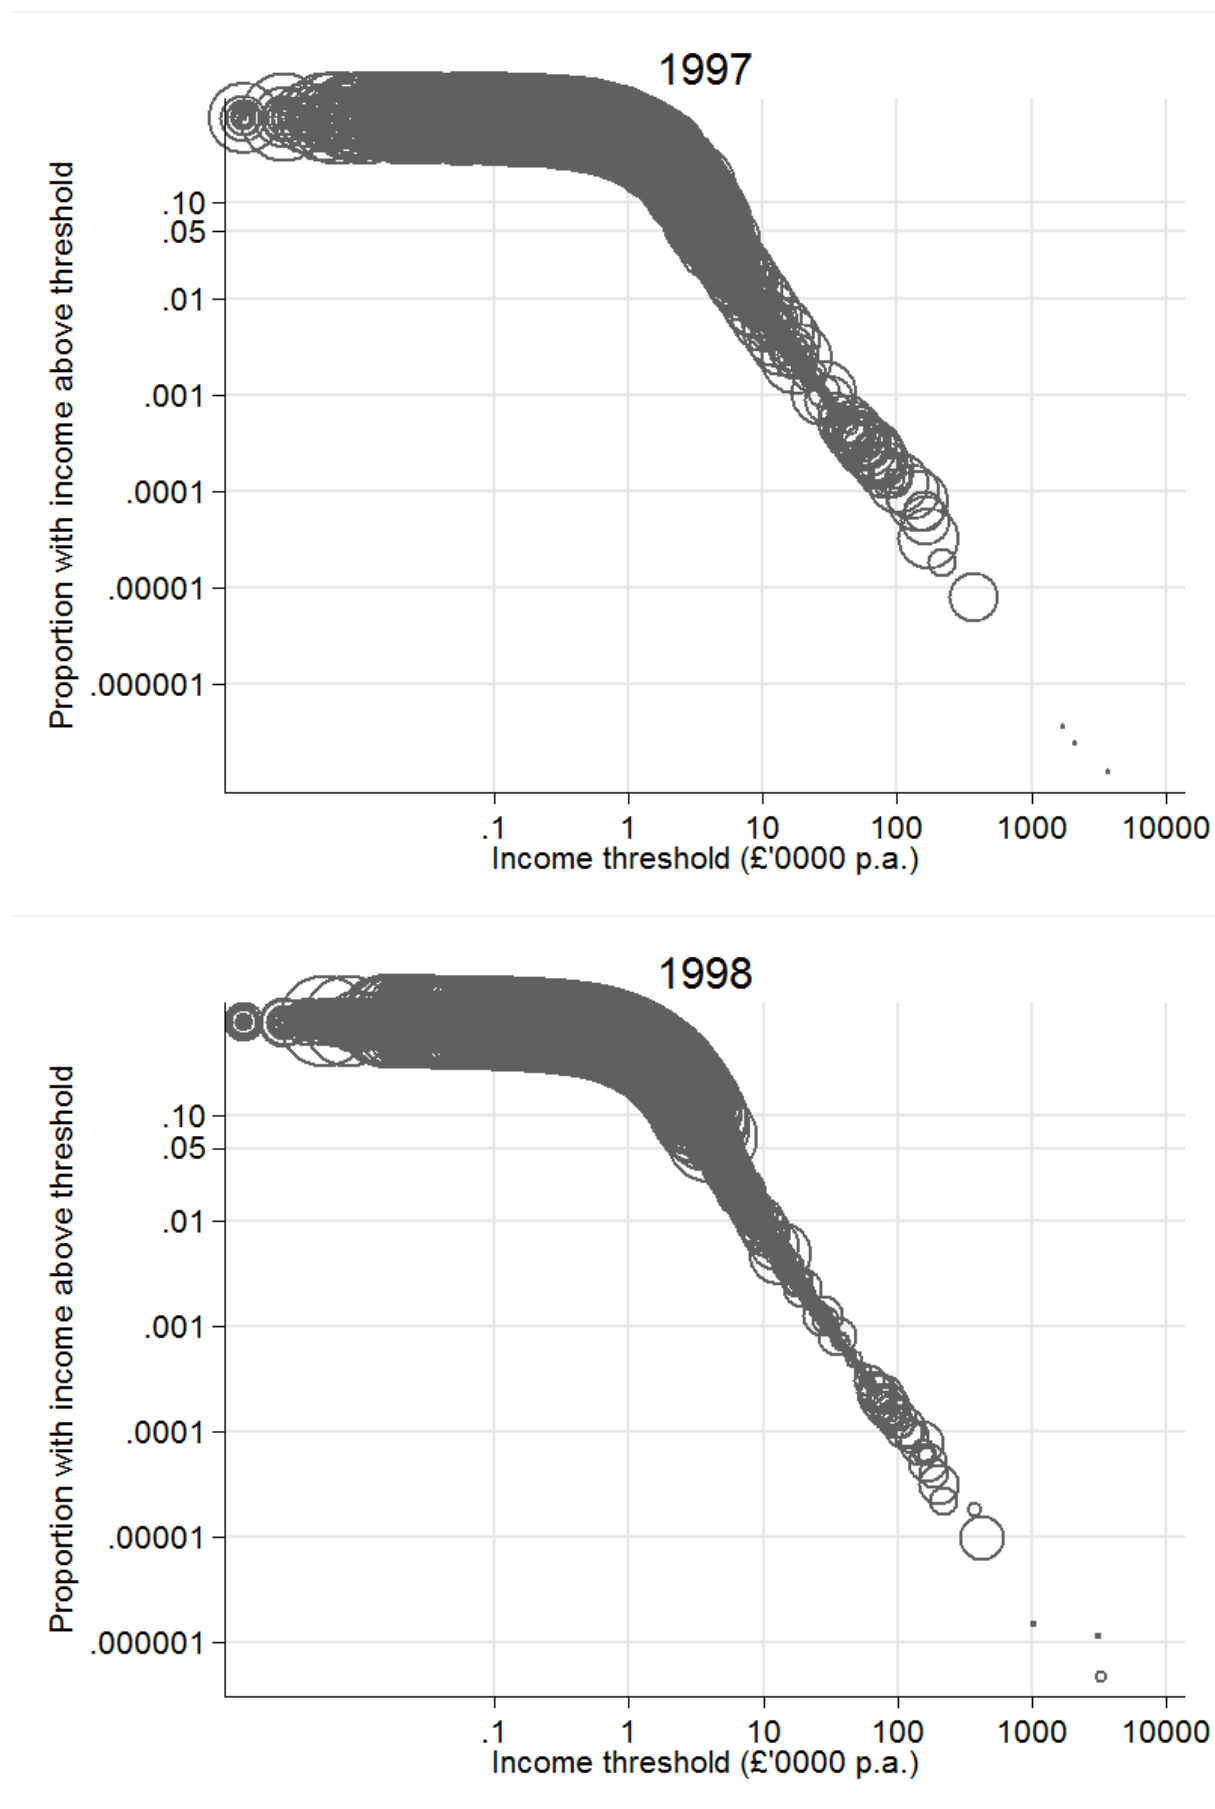 1997
Proportion with income above threshold
.10
.05
.01
.001
.0001
.00001
.000001
.1 1 10 100 1000 10000
Income threshold (£'0000 p.a.)
1998
Proportion with income above threshold
.10
.05
.01
.001
.0001
.00001
.000001
.1 1 10 100 1000 10000
Income threshold (£'0000 p.a.)